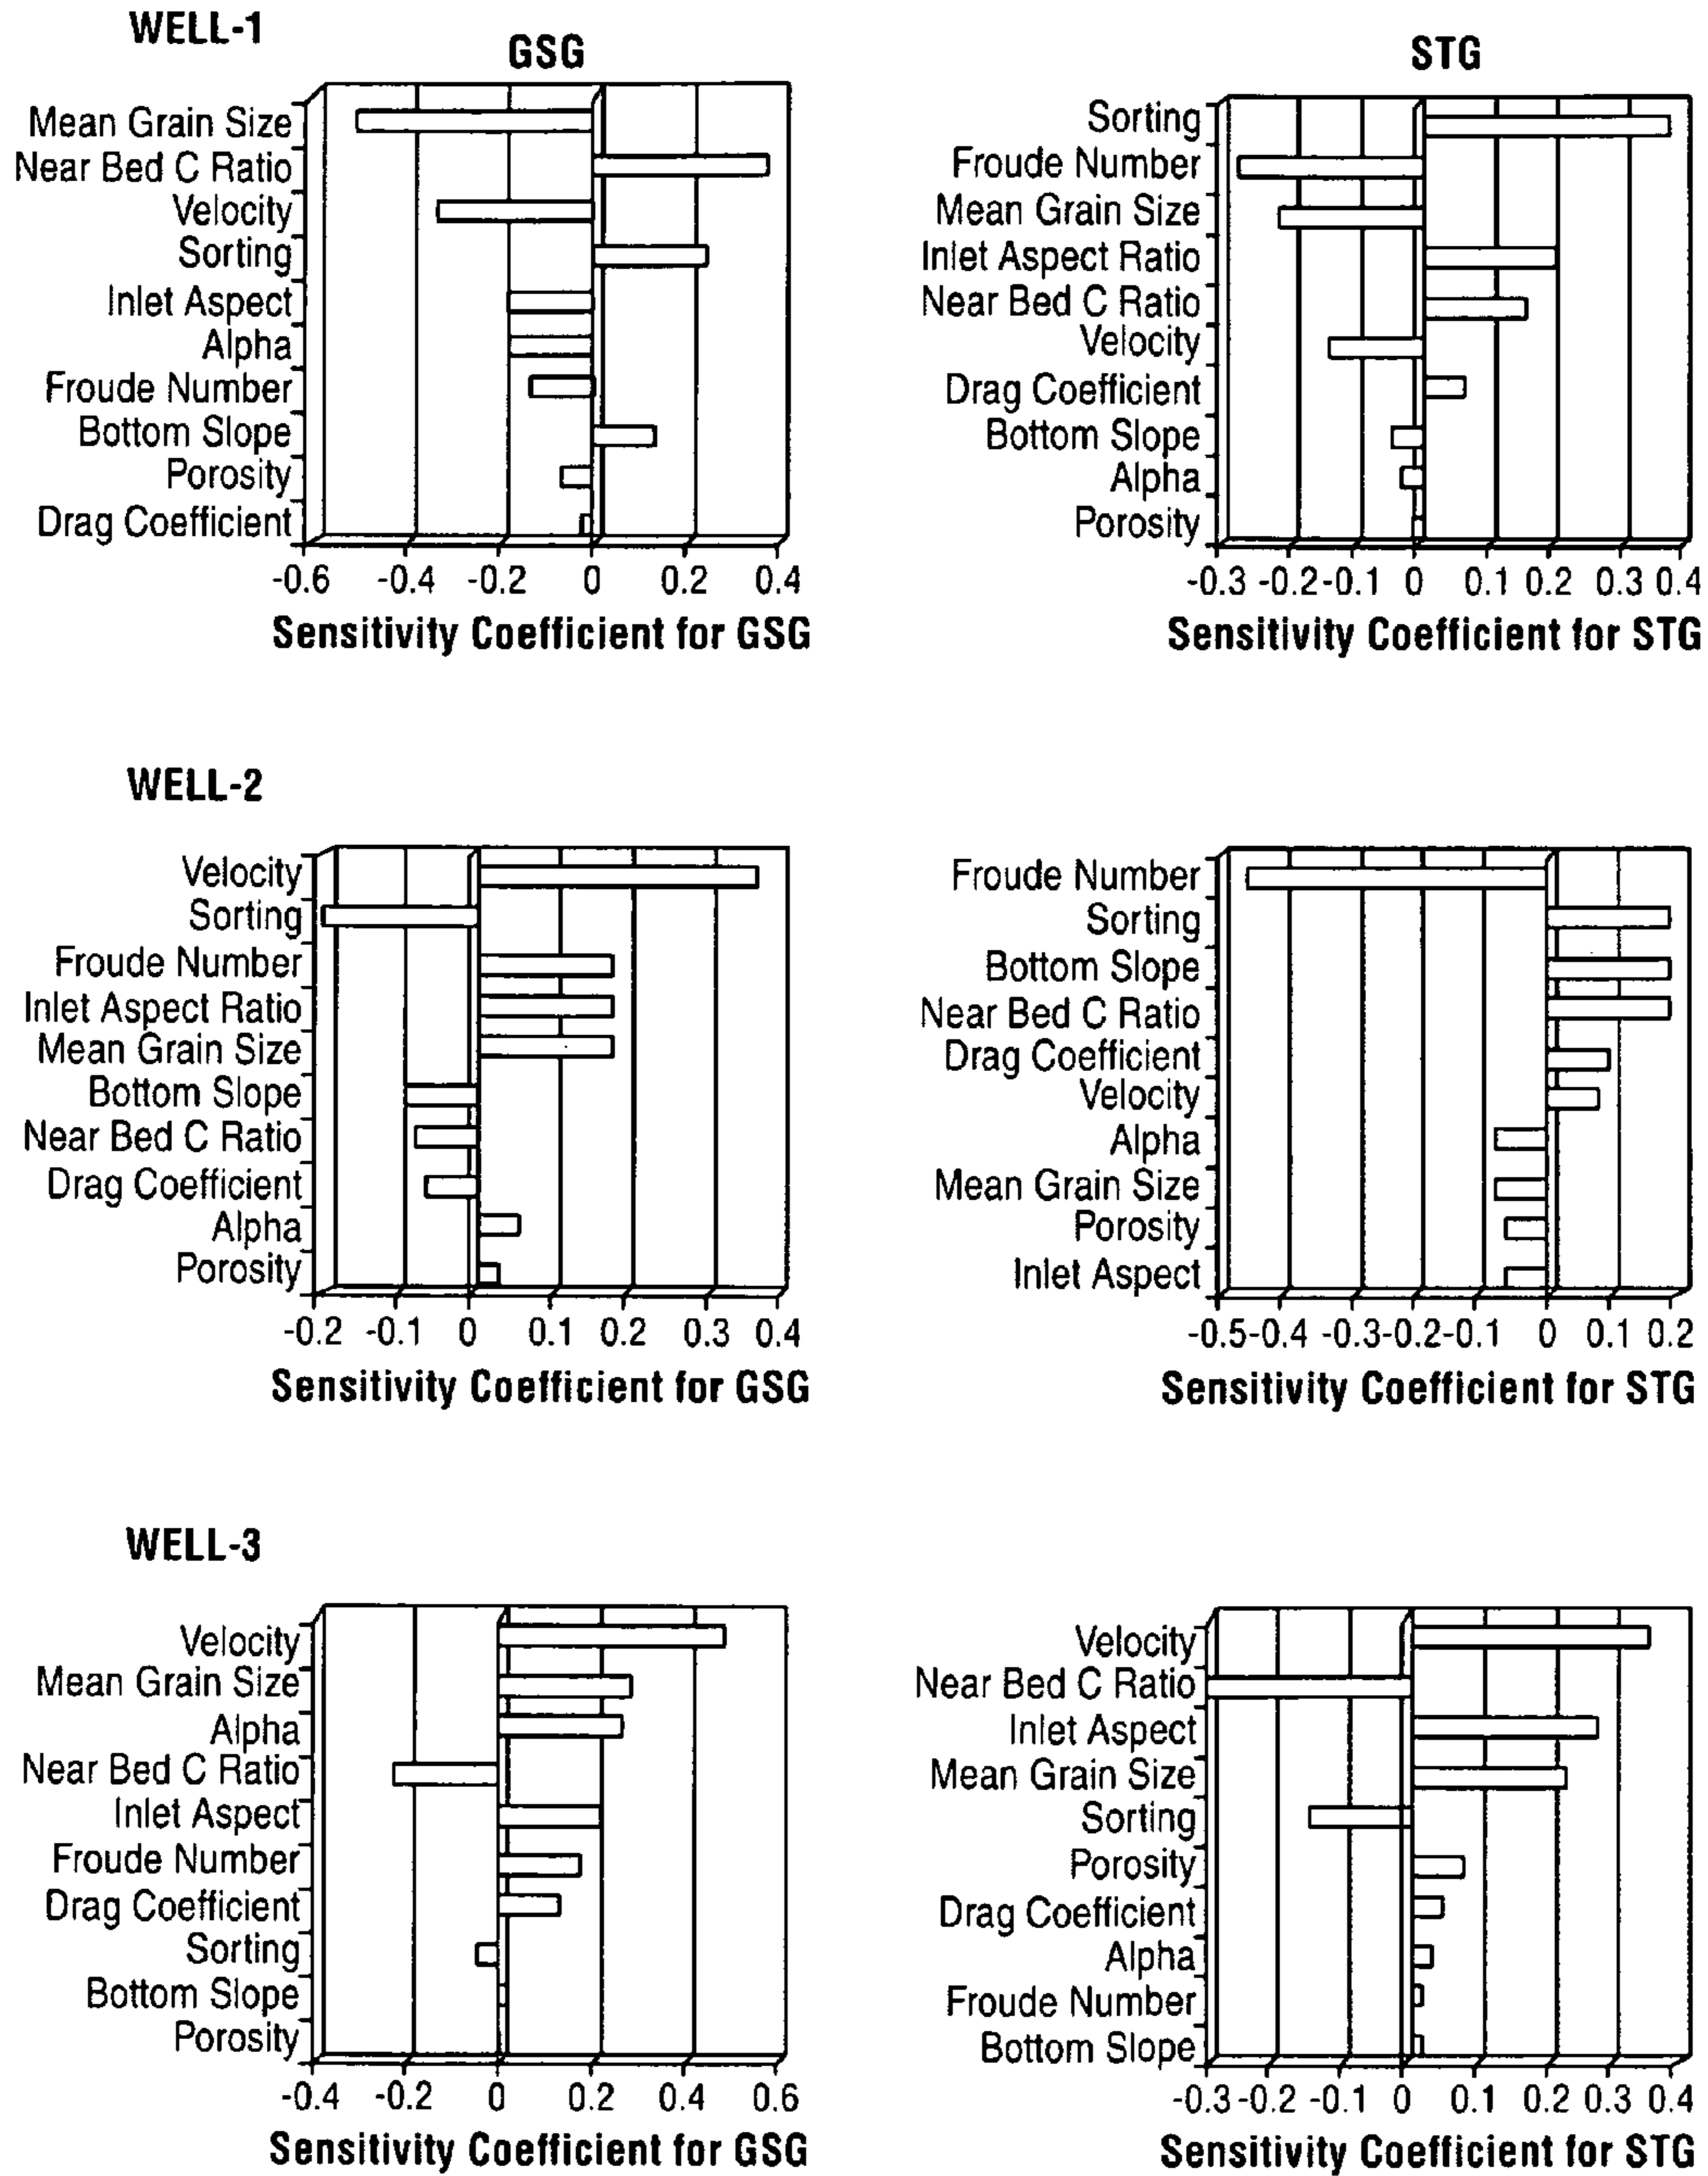 WELL-1
GSG
Mean Grain Size
Near Bed C Ratio
Velocity
Sorting
Inlet Aspect
Alpha
Froude Number
Bottom Slope
Porosity
Drag Coefficient
-0.6 -0.4 -0.2 0 0.2 0.4
Sensitivity Coefficient for GSG
STG
Sorting
Froude Number
Mean Grain Size
Inlet Aspect Ratio
Near Bed C Ratio
Velocity
Drag Coefficient
Bottom Slope
Alpha
Porosity
-0.3 -0.2 -0.1 0 0.1 0.2 0.3 0.4
Sensitivity Coefficient for STG
WELL-2
Velocity
Sorting
Froude Number
Inlet Aspect Ratio
Mean Grain Size
Bottom Slope
Near Bed C Ratio
Drag Coefficient
Alpha
Porosity
-0.2 -0.1 0 0.1 0.2 0.3 0.4
Sensitivity Coefficient for GSG
Froude Number
Sorting
Bottom Slope
Near Bed C Ratio
Drag Coefficient
Velocity
Alpha
Mean Grain Size
Porosity
Inlet Aspect
-0.5 -0.4 -0.3 -0.2 -0.1 0 0.1 0.2
Sensitivity Coefficient for STG
WELL-3
Velocity
Mean Grain Size
Alpha
Near Bed C Ratio
Inlet Aspect
Froude Number
Drag Coefficient
Sorting
Bottom Slope
Porosity
-0.4 -0.2 0 0.2 0.4 0.6
Sensitivity Coefficient for GSG
Velocity
Near Bed C Ratio
Inlet Aspect
Mean Grain Size
Sorting
Porosity
Drag Coefficient
Alpha
Froude Number
Bottom Slope
-0.3 -0.2 -0.1 0 0.1 0.2 0.3 0.4
Sensitivity Coefficient for STG